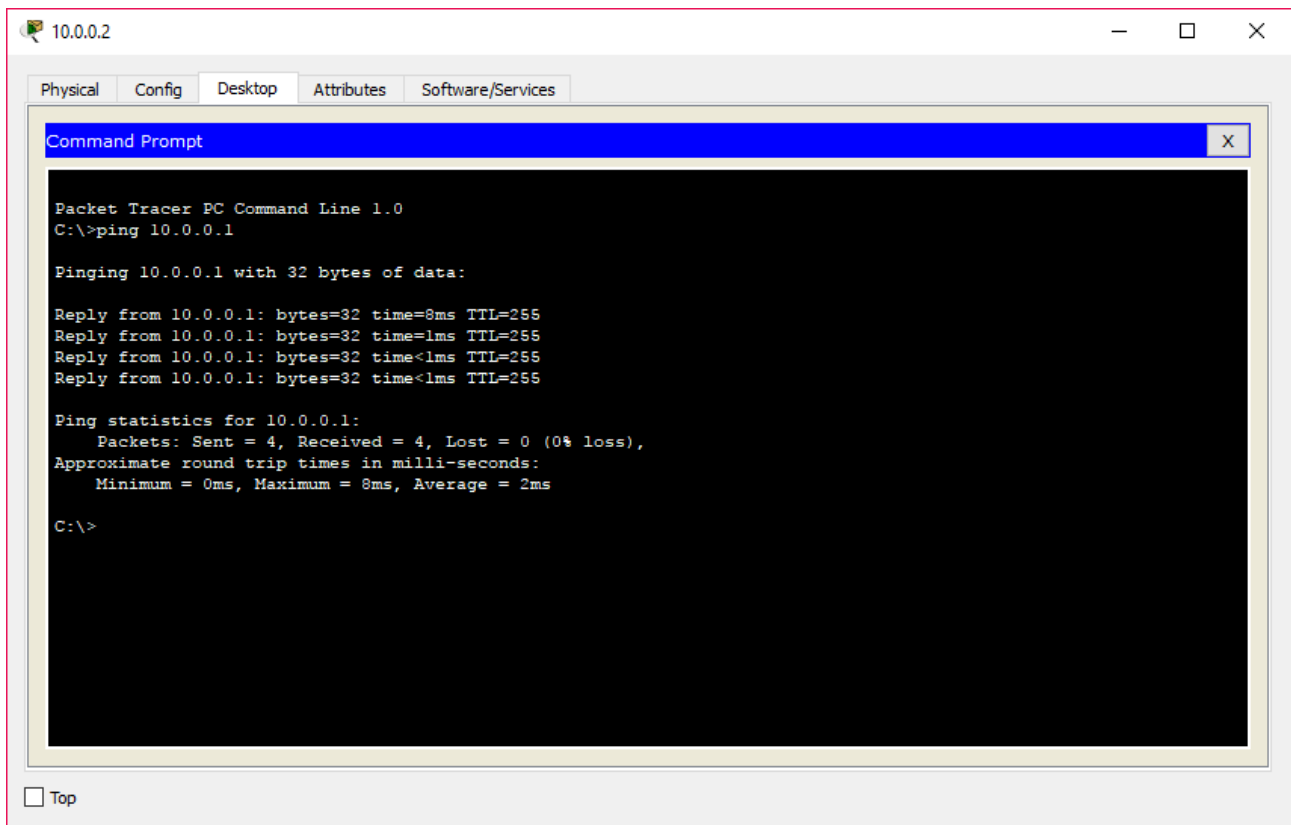 10.0.0.2
Physical Config Desktop Attributes Software/Services
Command Prompt X
Packet Tracer PC Command Line 1.0
C:\>ping 10.0.0.1
Pinging 10.0.0.1 with 32 bytes of data:
Reply from 10.0.0.1: bytes=32 time=8ms TTL=255
Reply from 10.0.0.1: bytes=32 time=1ms TTL=255
Reply from 10.0.0.1: bytes=32 time<1ms TTL=255
Reply from 10.0.0.1: bytes=32 time<1ms TTL=255
Ping statistics for 10.0.0.1:
Packets: Sent = 4, Received = 4, Lost = 0 (0% loss),
Approximate round trip times in milli-seconds:
Minimum = 0ms, Maximum = 8ms, Average = 2ms
C:\>
Top